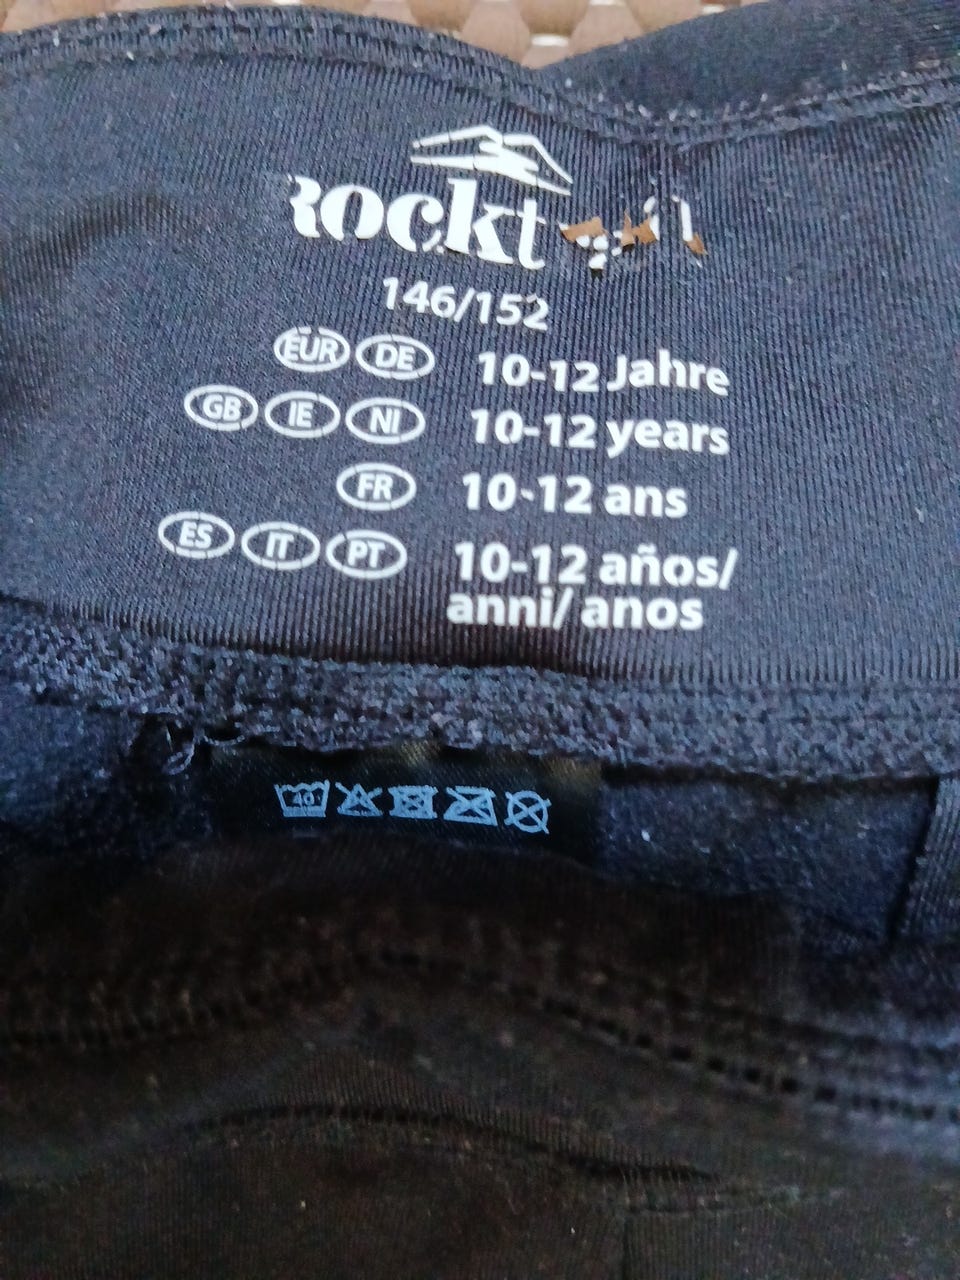 146/152
EUR DE 10-12 Jahre
GB IE NI 10-12 years
FR 10-12 ans
ES IT PT 10-12 años/
anni/ anos
40